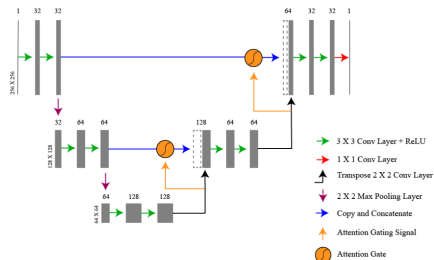 1 32 32 64 32 32 1
256 X 256
32 64 64 128 64 64
128 X 128
64 128 128
64 X 64
3 X 3 Conv Layer + ReLU
1 X 1 Conv Layer
Transpose 2 X 2 Conv Layer
2 X 2 Max Pooling Layer
Copy and Concatenate
Attention Gating Signal
Attention Gate